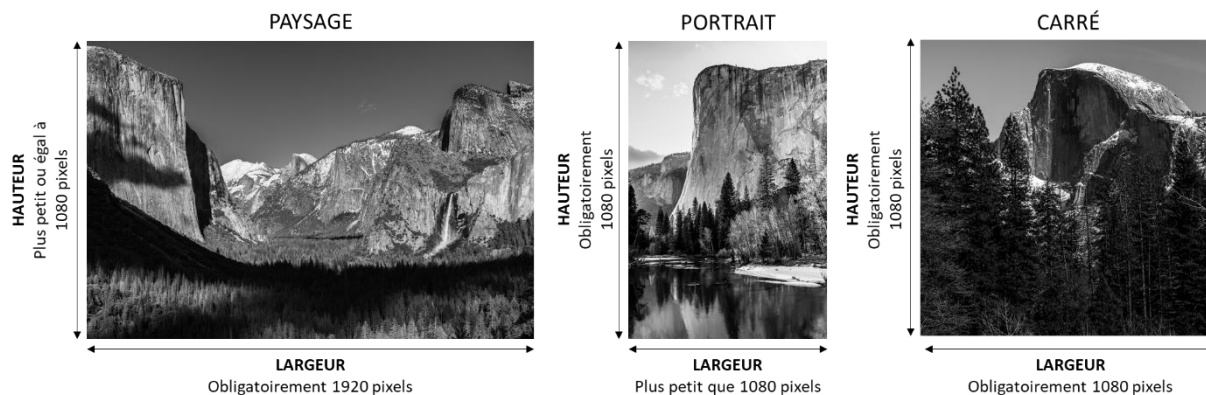 PAYSAGE
HAUTEUR
Plus petit ou égal à
1080 pixels
LARGEUR
Obligatoirement 1920 pixels
PORTRAIT
HAUTEUR
Obligatoirement
1080 pixels
LARGEUR
Plus petit que 1080 pixels
CARRÉ
HAUTEUR
Obligatoirement
1080 pixels
LARGEUR
Obligatoirement 1080 pixels